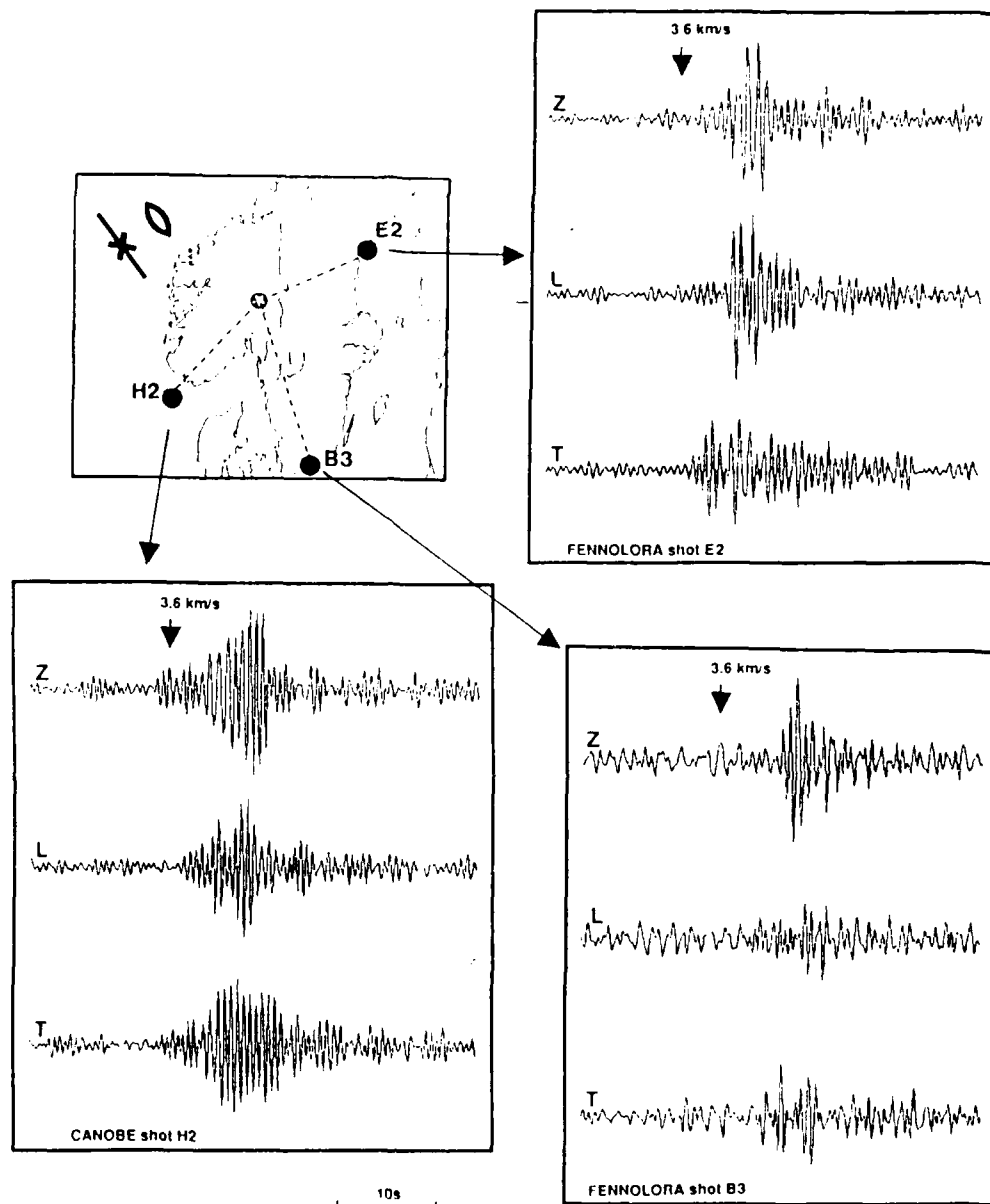 3.6 km/s
Z
L
T
FENNOLORA shot E2
E2
H2
B3
3.6 km/s
Z
L
T
CANOBE shot H2
3.6 km/s
Z
L
T
FENNOLORA shot B3
10s